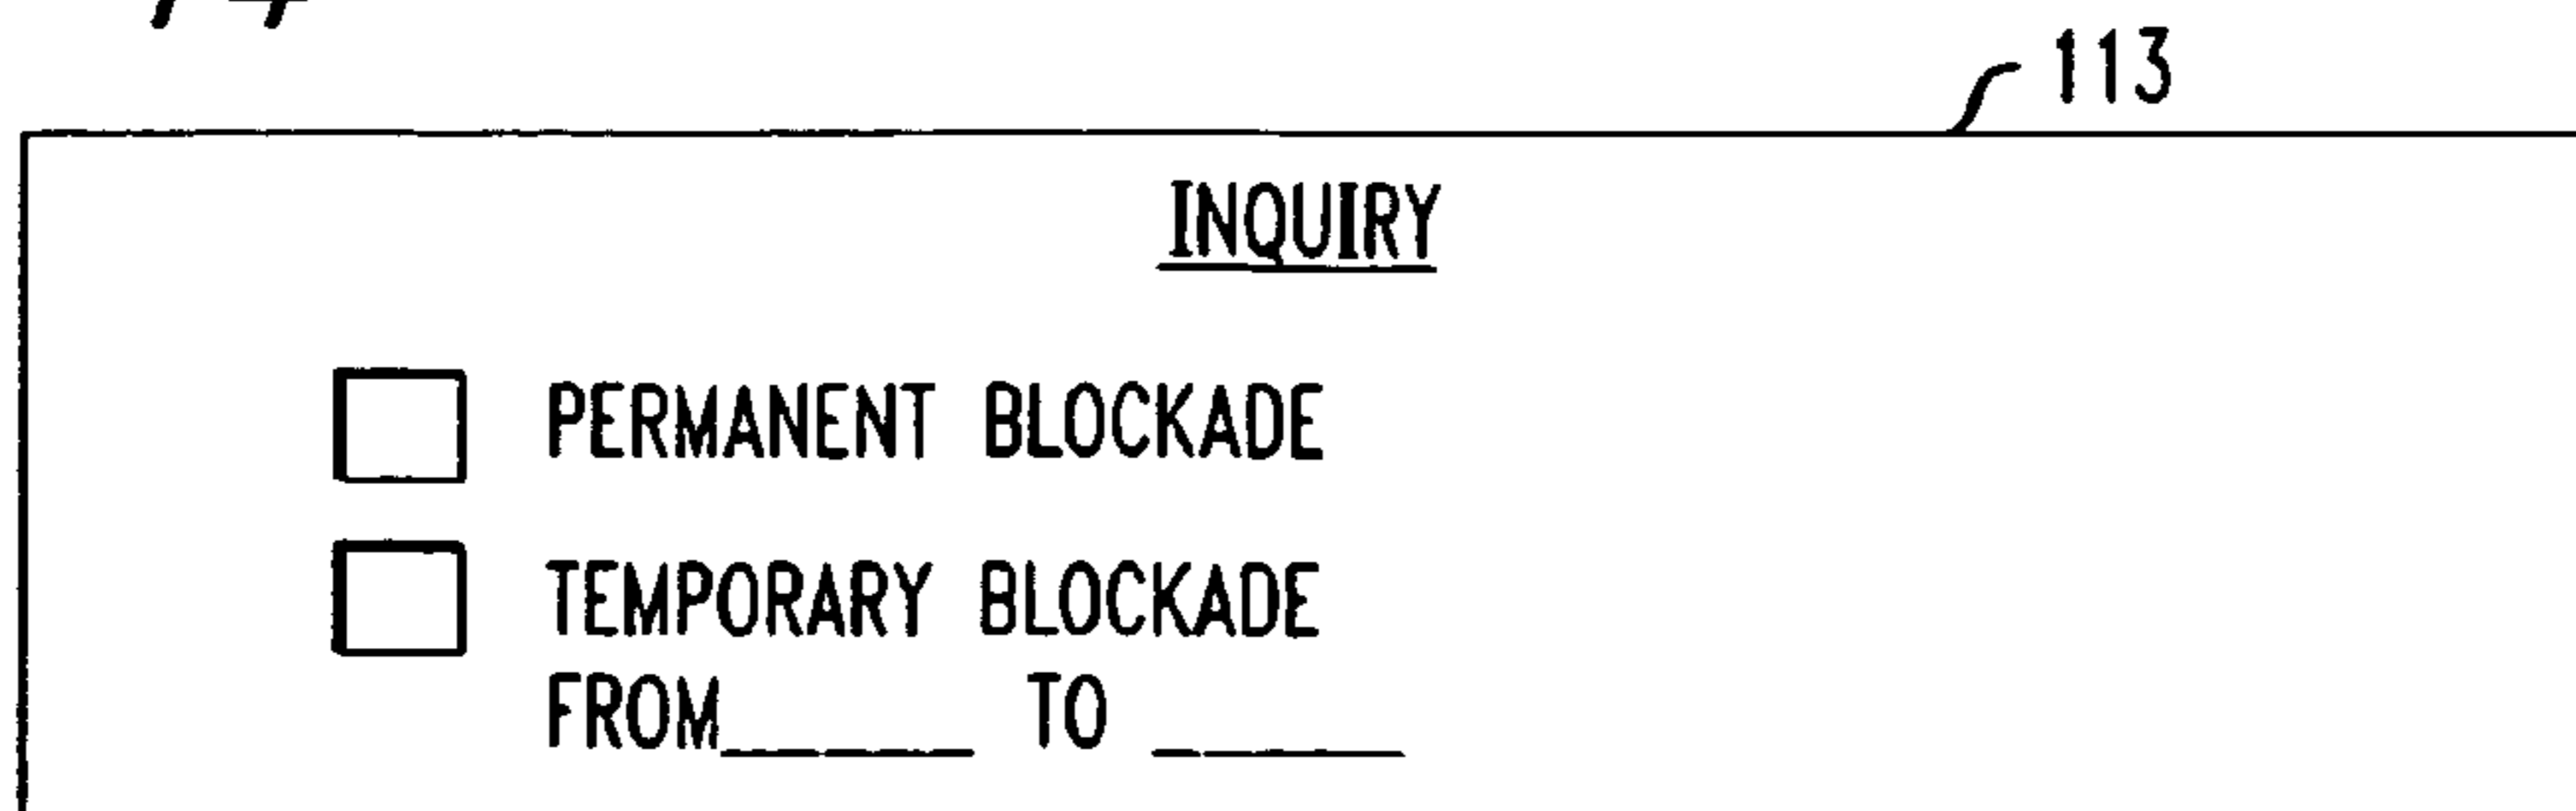 113
INQUIRY
PERMANENT BLOCKADE
TEMPORARY BLOCKADE
FROM_____ TO _____